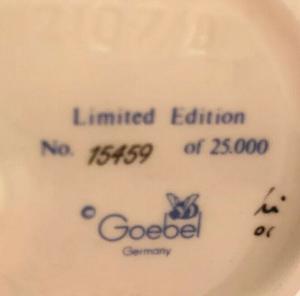 Limited Edition
No. 15459 of 25.000
© Goebel
Germany